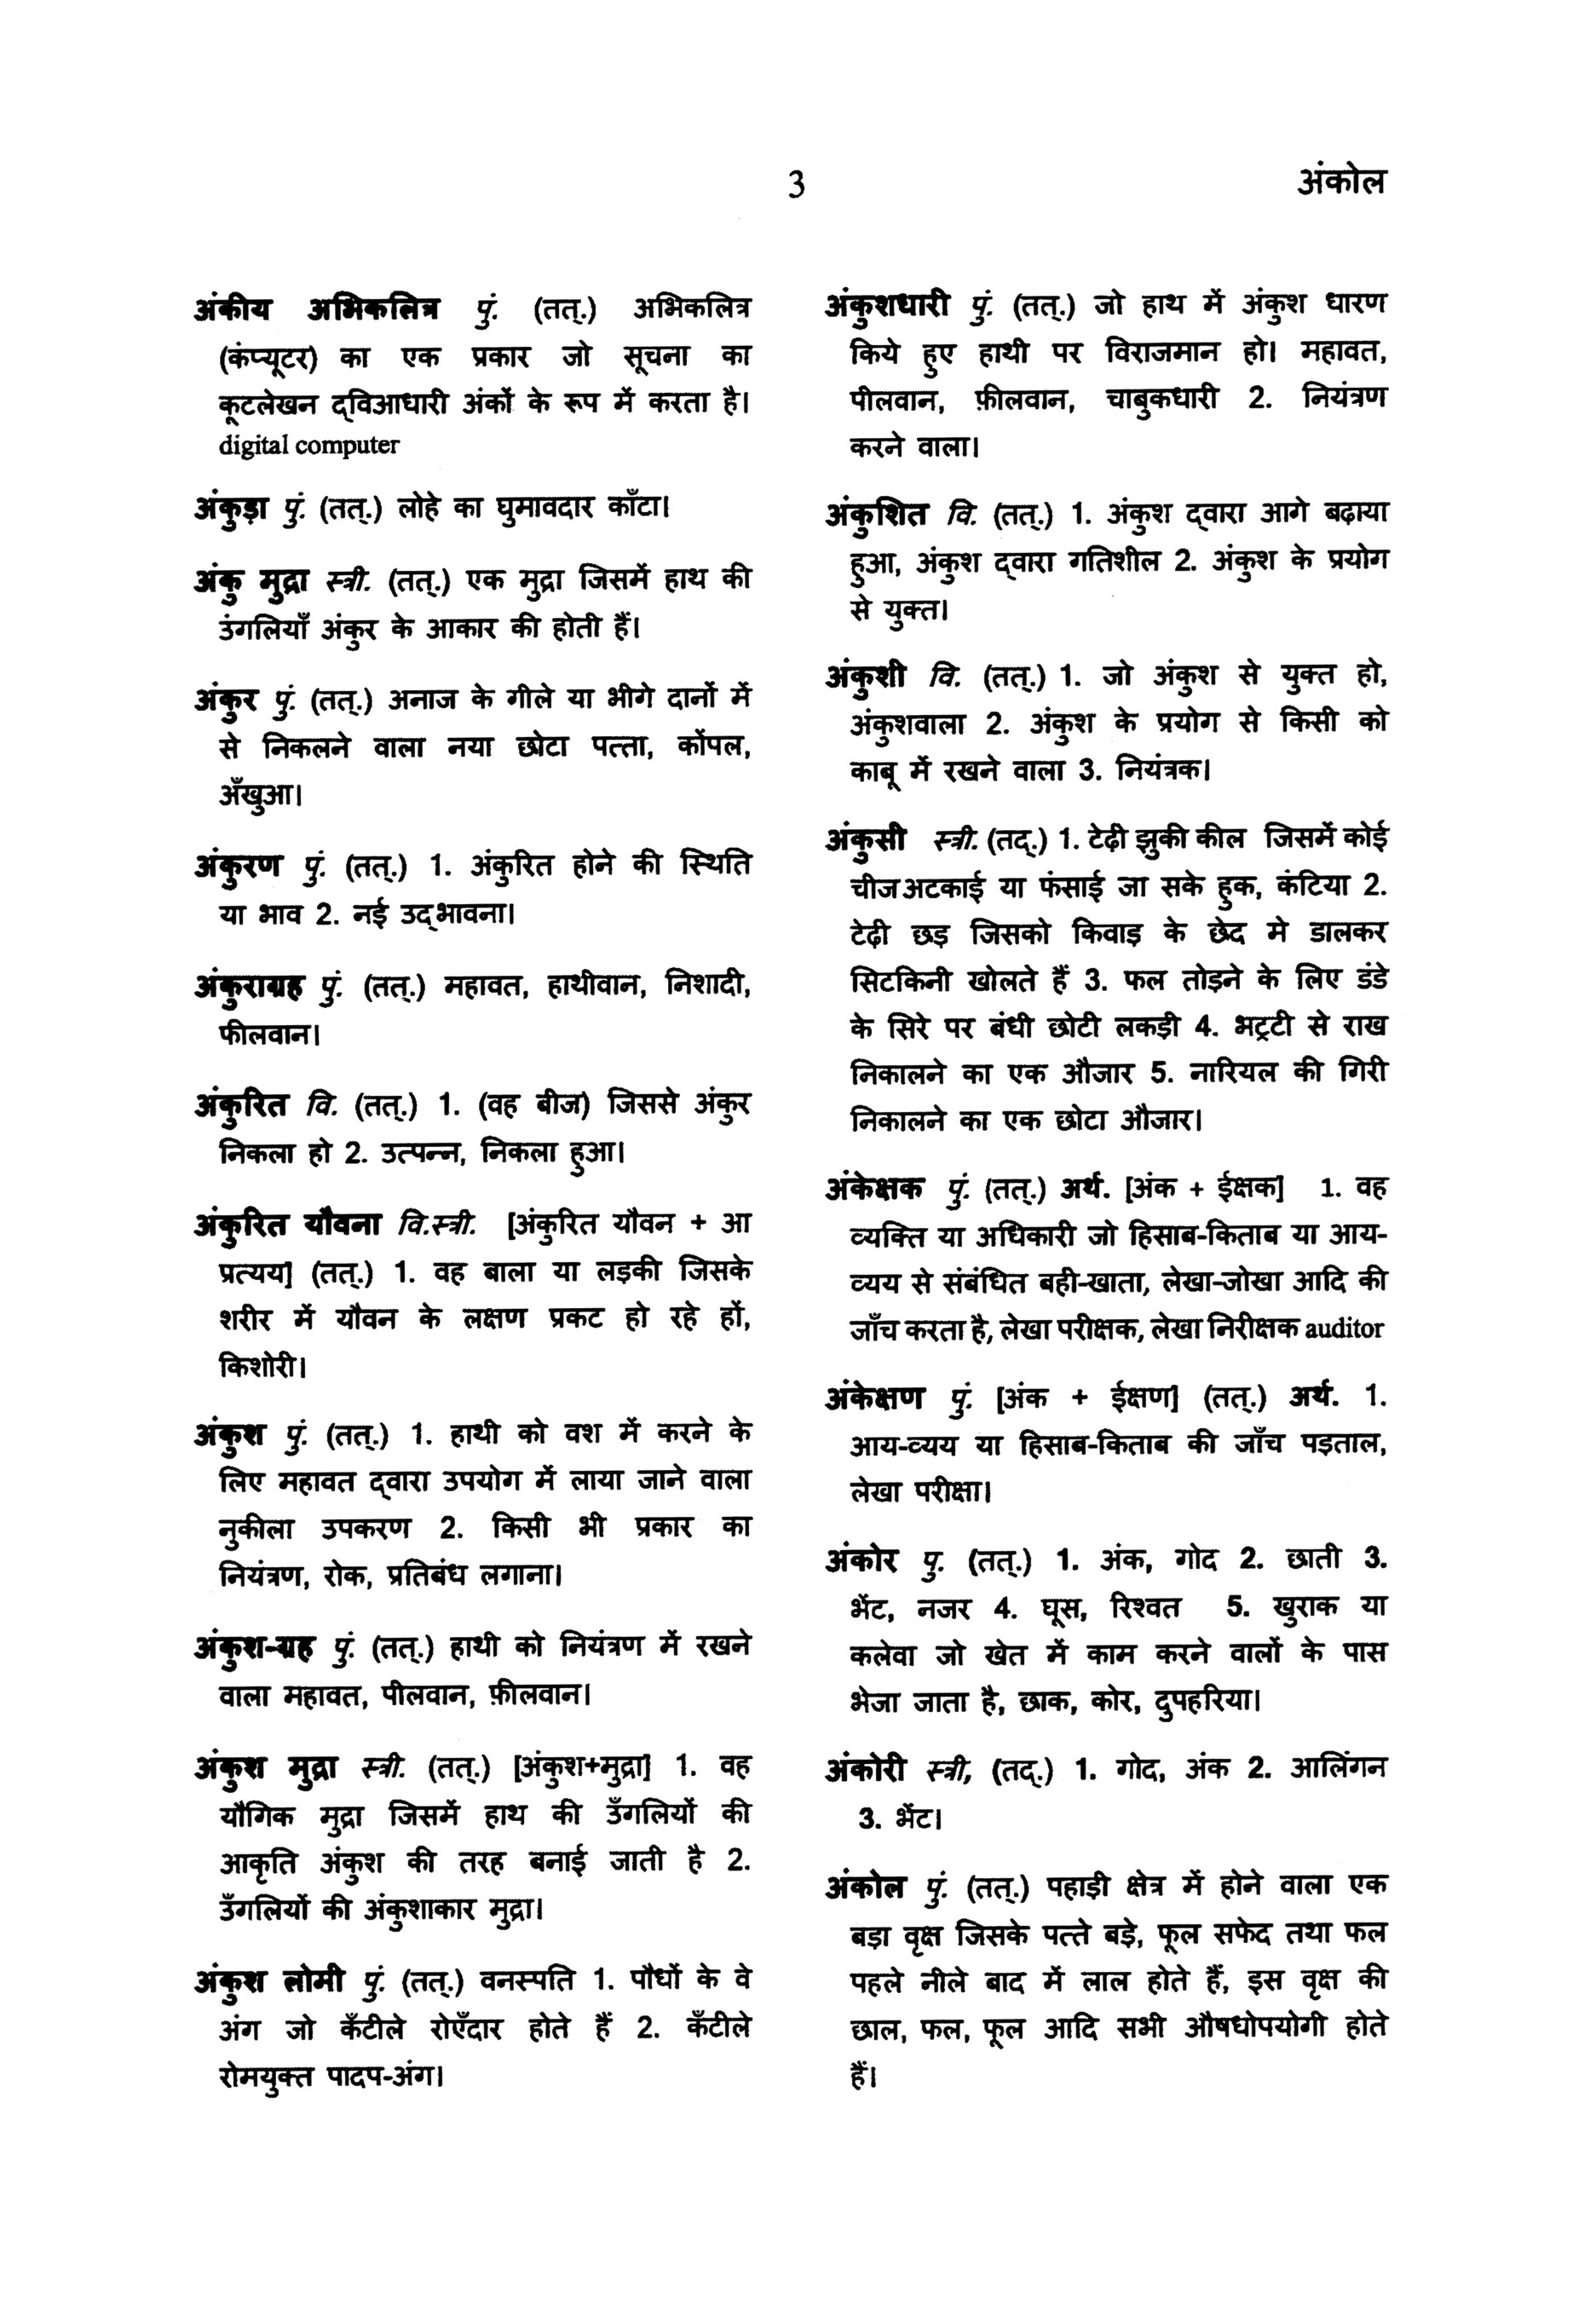 3
अंकोल
अंकीय अभिकलित्र पुं. (तत्.) अभिकलित्र
(कंप्यूटर) का एक प्रकार जो सूचना का
कूटलेखन द्विआधारी अंकों के रूप में करता है।
digital computer
अंकुड़ा पुं. (तत्.) लोहे का घुमावदार काँटा।
अंकु मुद्रा स्त्री. (तत्.) एक मुद्रा जिसमें हाथ की
उंगलियाँ अंकुर के आकार की होती हैं।
अंकुर पुं. (तत्.) अनाज के गीले या भीगे दानों में
से निकलने वाला नया छोटा पत्ता, कोंपल,
अँखुआ।
अंकुरण पुं. (तत्.) 1. अंकुरित होने की स्थिति
या भाव 2. नई उद्भावना।
अंकुराग्रह पुं. (तत्.) महावत, हाथीवान, निशादी,
फीलवान।
अंकुरित वि. (तत्.) 1. (वह बीज) जिससे अंकुर
निकला हो 2. उत्पन्न, निकला हुआ।
अंकुरित यौवना वि.स्त्री. [अंकुरित यौवन + आ
प्रत्यय] (तत्.) 1. वह बाला या लड़की जिसके
शरीर में यौवन के लक्षण प्रकट हो रहे हों,
किशोरी।
अंकुश पुं. (तत्.) 1. हाथी को वश में करने के
लिए महावत द्वारा उपयोग में लाया जाने वाला
नुकीला उपकरण 2. किसी भी प्रकार का
नियंत्रण, रोक, प्रतिबंध लगाना।
अंकुश-ग्रह पुं. (तत्.) हाथी को नियंत्रण में रखने
वाला महावत, पीलवान, फ़ीलवान।
अंकुश मुद्रा स्त्री. (तत्.) [अंकुश+मुद्रा] 1. वह
यौगिक मुद्रा जिसमें हाथ की उँगलियों की
आकृति अंकुश की तरह बनाई जाती है 2.
उँगलियों की अंकुशाकार मुद्रा।
अंकुश लोमी पुं. (तत्.) वनस्पति 1. पौधों के वे
अंग जो कँटीले रोएँदार होते हैं 2. कँटीले
रोमयुक्त पादप-अंग।
अंकुशधारी पुं. (तत्.) जो हाथ में अंकुश धारण
किये हुए हाथी पर विराजमान हो। महावत,
पीलवान, फ़ीलवान, चाबुकधारी 2. नियंत्रण
करने वाला।
अंकुशित वि. (तत्.) 1. अंकुश द्वारा आगे बढ़ाया
हुआ, अंकुश द्वारा गतिशील 2. अंकुश के प्रयोग
से युक्त।
अंकुशी वि. (तत्.) 1. जो अंकुश से युक्त हो,
अंकुशवाला 2. अंकुश के प्रयोग से किसी को
काबू में रखने वाला 3. नियंत्रक।
अंकुसी स्त्री. (तद्.) 1. टेढ़ी झुकी कील जिसमें कोई
चीज अटकाई या फंसाई जा सके हुक, कंटिया 2.
टेढ़ी छड़ जिसको किवाड़ के छेद मे डालकर
सिटकिनी खोलते हैं 3. फल तोड़ने के लिए डंडे
के सिरे पर बंधी छोटी लकड़ी 4. भट्रटी से राख
निकालने का एक औजार 5. नारियल की गिरी
निकालने का एक छोटा औजार।
अंकेक्षक पुं. (तत्.) अर्थ. [अंक + ईक्षक] 1. वह
व्यक्ति या अधिकारी जो हिसाब-किताब या आय-
व्यय से संबंधित बही-खाता, लेखा-जोखा आदि की
जाँच करता है, लेखा परीक्षक, लेखा निरीक्षक auditor
अंकेक्षण पुं. [अंक + ईक्षण] (तत्.) अर्थ. 1.
आय-व्यय या हिसाब-किताब की जाँच पड़ताल,
लेखा परीक्षा।
अंकोर पु. (तत्.) 1. अंक, गोद 2. छाती 3.
भेंट, नजर 4. घूस, रिश्वत 5. खुराक या
कलेवा जो खेत में काम करने वालों के पास
भेजा जाता है, छाक, कोर, दुपहरिया।
अंकोरी स्त्री, (तद्.) 1. गोद, अंक 2. आलिंगन
3. भेंट।
अंकोल पुं. (तत्.) पहाड़ी क्षेत्र में होने वाला एक
बड़ा वृक्ष जिसके पत्ते बड़े, फूल सफेद तथा फल
पहले नीले बाद में लाल होते हैं, इस वृक्ष की
छाल, फल, फूल आदि सभी औषधोपयोगी होते
हैं।